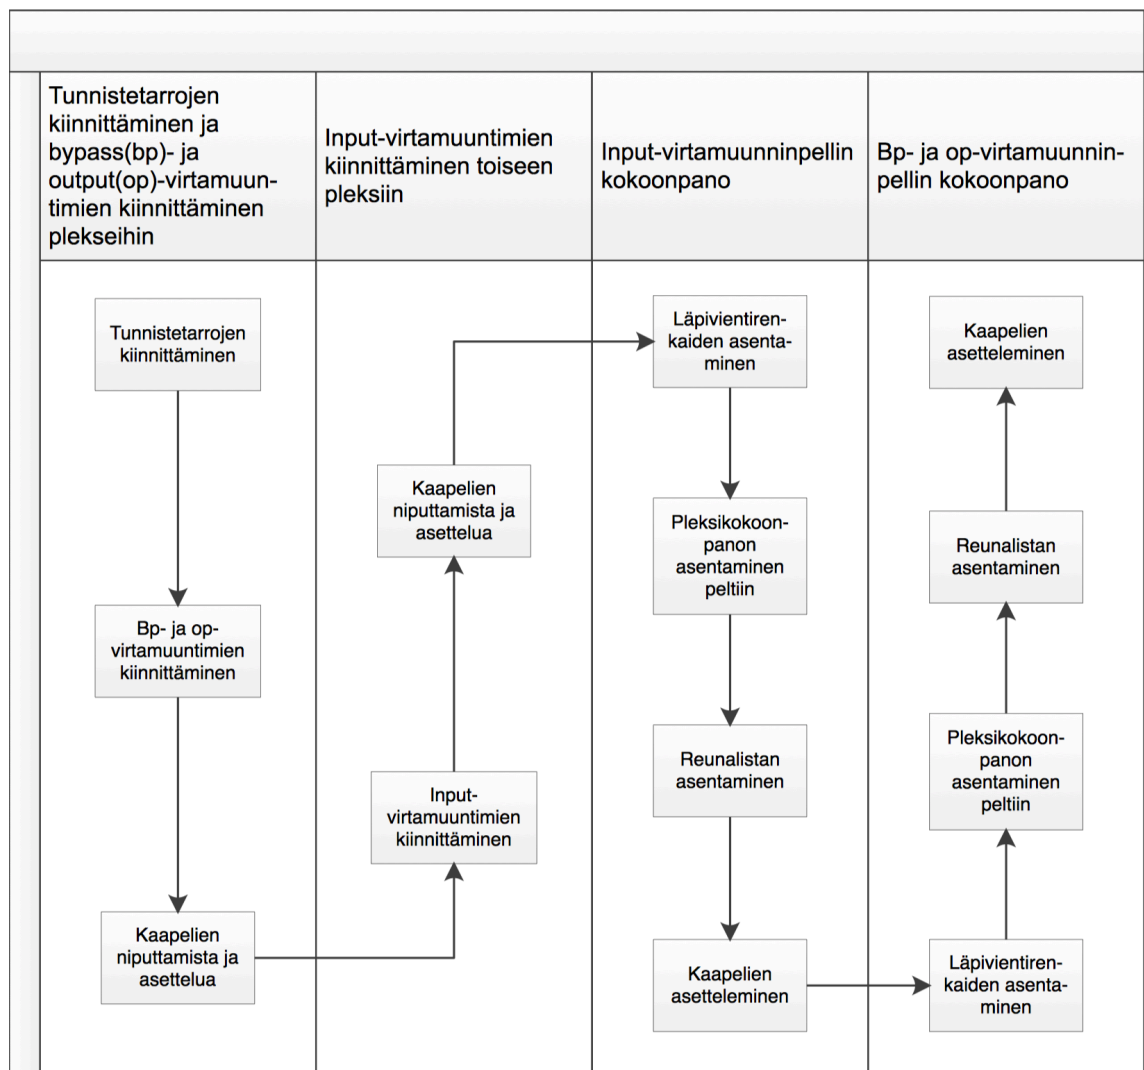 Tunnistetarrojen
kiinnittäminen ja
bypass(bp)- ja
output(op)-virtamuun-
timien kiinnittäminen
plekseihin
Input-virtamuuntimien
kiinnittäminen toiseen
pleksiin
Input-virtamuunninpellin
kokoonpano
Bp- ja op-virtamuunnin-
pellin kokoonpano
Tunnistetarrojen
kiinnittäminen
Bp- ja op-
virtamuuntimien
kiinnittäminen
Kaapelien
niputtamista ja
asettelua
Kaapelien
niputtamista ja
asettelua
Input-
virtamuuntimien
kiinnittäminen
Läpivientiren-
kaiden asenta-
minen
Pleksikokoon-
panon
asentaminen
peltiin
Reunalistan
asentaminen
Kaapelien
asetteleminen
Kaapelien
asetteleminen
Reunalistan
asentaminen
Pleksikokoon-
panon
asentaminen
peltiin
Läpivientiren-
kaiden asenta-
minen